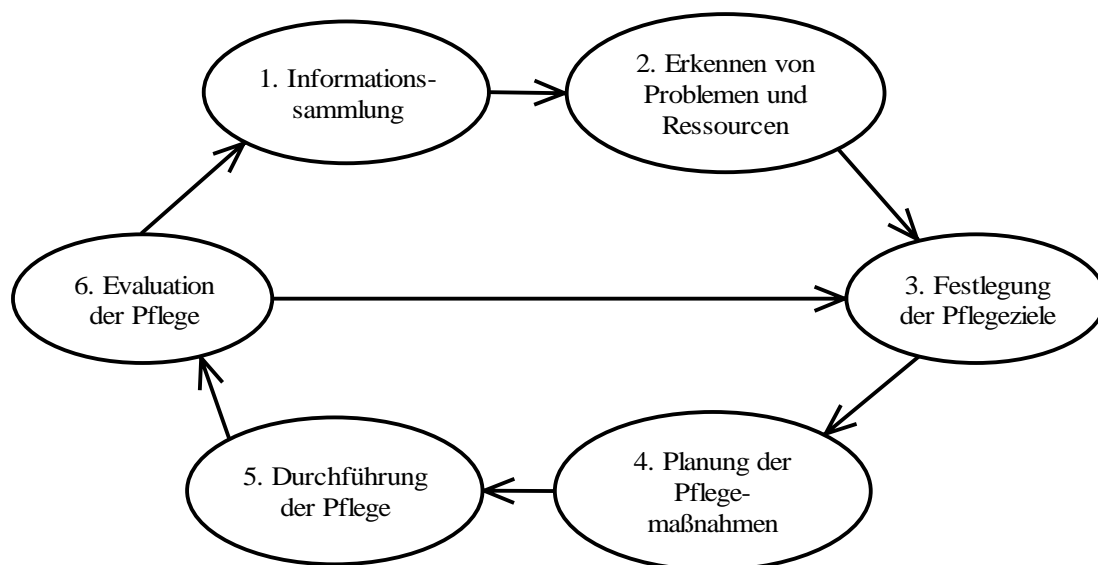 1. Informations-
sammlung
2. Erkennen von
Problemen und
Ressourcen
3. Festlegung
der Pflegeziele
4. Planung der
Pflege-
maßnahmen
5. Durchführung
der Pflege
6. Evaluation
der Pflege